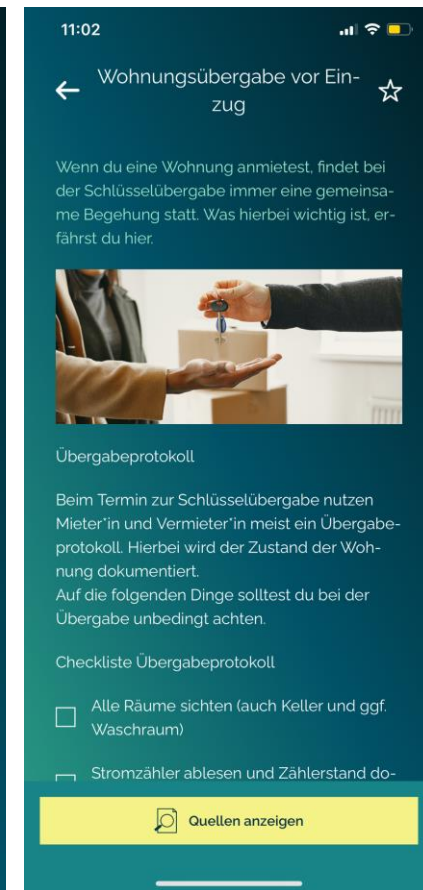 11:02
Wohnungsübergabe vor Ein-
zug
Wenn du eine Wohnung anmietest, findet bei
der Schlüsselübergabe immer eine gemeinsa-
me Begehung statt. Was hierbei wichtig ist, er-
fährst du hier.
Übergabeprotokoll
Beim Termin zur Schlüsselübergabe nutzen
Mieter*in und Vermieter*in meist ein Übergabe-
protokoll. Hierbei wird der Zustand der Woh-
nung dokumentiert.
Auf die folgenden Dinge solltest du bei der
Übergabe unbedingt achten.
Checkliste Übergabeprotokoll
Alle Räume sichten (auch Keller und ggf.
Waschraum)
Stromzähler ablesen und Zählerstand do-
Quellen anzeigen